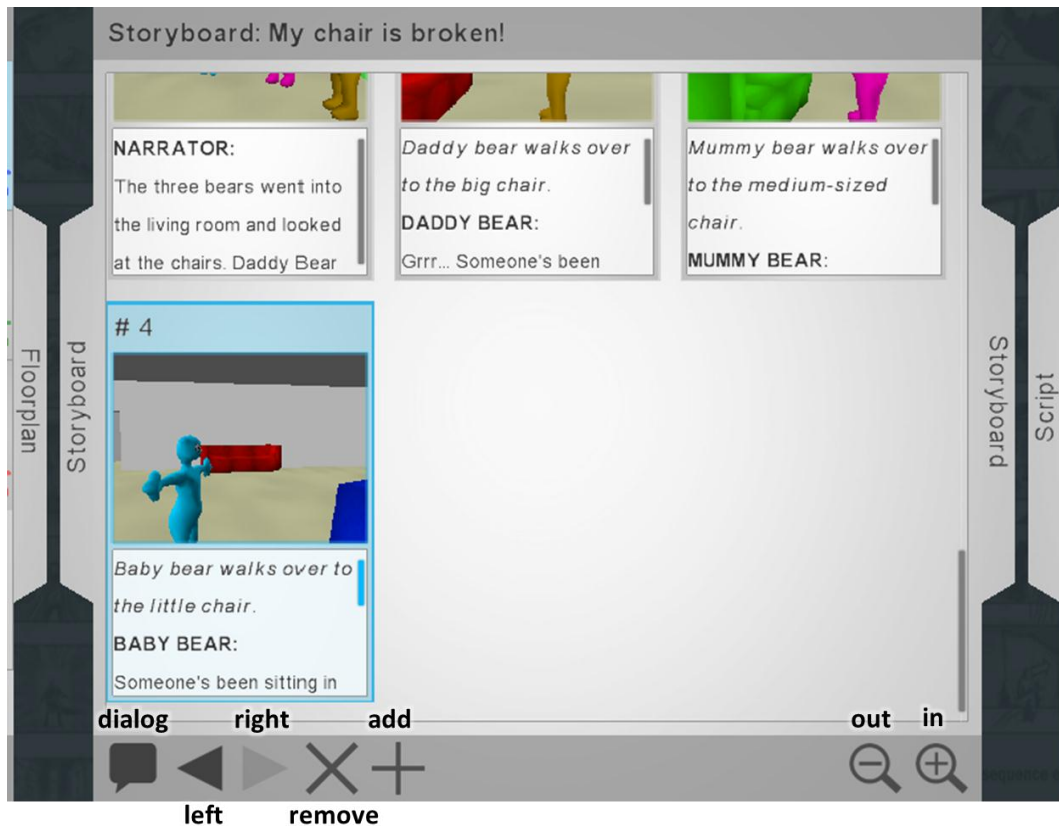 Storyboard: My chair is broken!
NARRATOR:
The three bears went into
the living room and looked
at the chairs. Daddy Bear
Daddy bear walks over
to the big chair.
DADDY BEAR:
Grrr... Someone's been
Mummy bear walks over
to the medium-sized
chair.
MUMMY BEAR:
# 4
Baby bear walks over to
the little chair.
BABY BEAR:
Someone's been sitting in
Floorplan
Storyboard
Storyboard
Script
dialog
right
add
out
in
left
remove